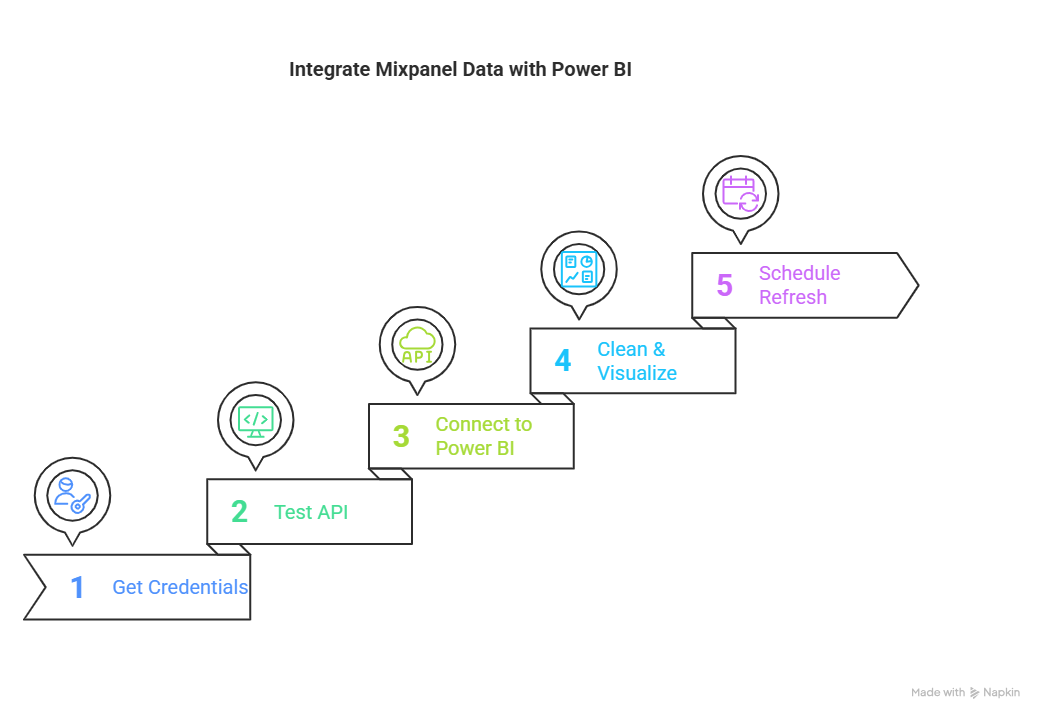 Integrate Mixpanel Data with Power BI
5
Schedule
Refresh
4
Clean &
Visualize
API
3
Connect to
Power BI
2
Test API
1
Get Credentials
Made with Napkin